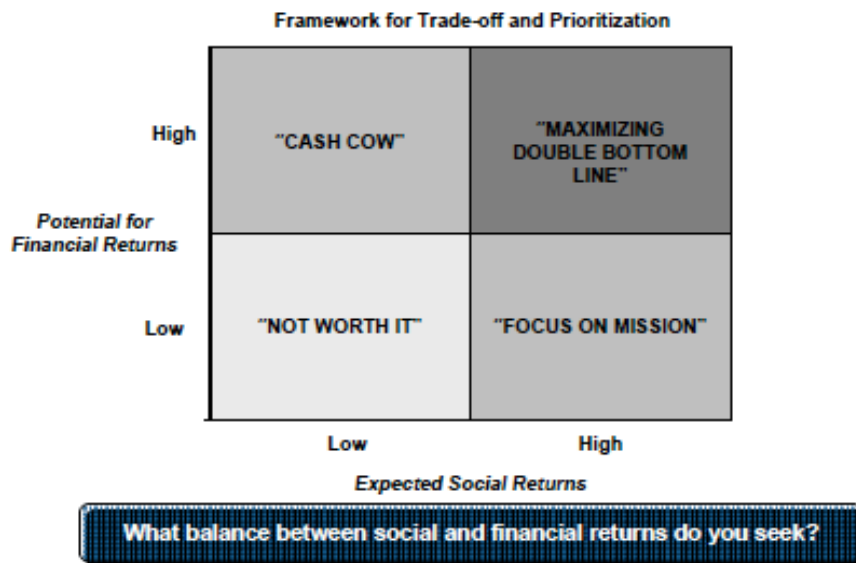 Framework for Trade-off and Prioritization
High
"CASH COW"
"MAXIMIZING
DOUBLE BOTTOM
LINE"
Potential for
Financial Returns
Low
"NOT WORTH IT"
"FOCUS ON MISSION"
Low
High
Expected Social Returns
What balance between social and financial returns do you seek?